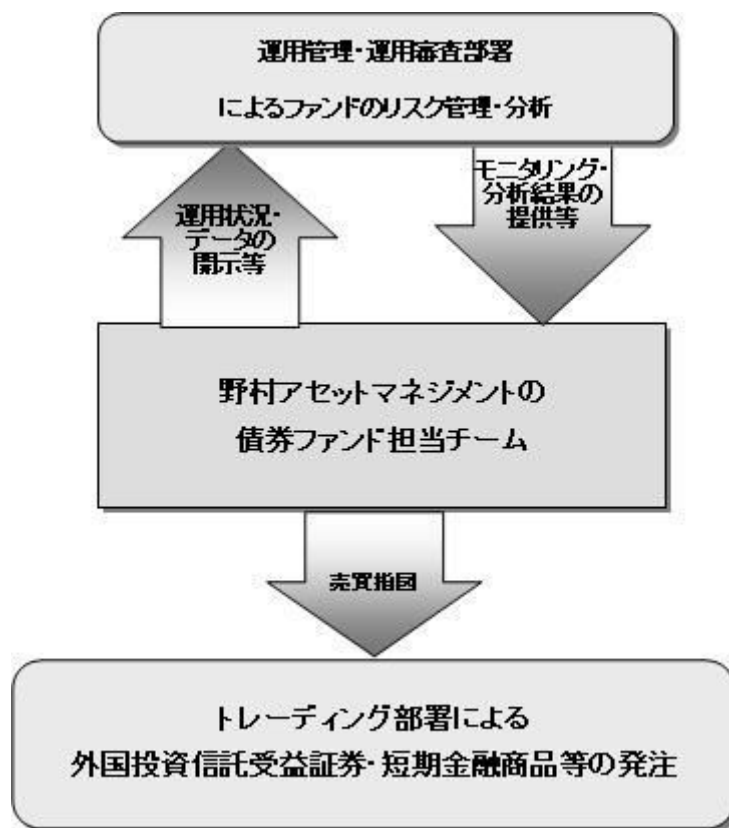 運用管理・運用審査部署
によるファンドのリスク管理・分析
運用状況・
データの
開示等
モニタリング・
分析結果の
提供等
野村アセットマネジメントの
債券ファンド担当チーム
売買指図
トレーディング部署による
外国投資信託受益証券・短期金融商品等の発注